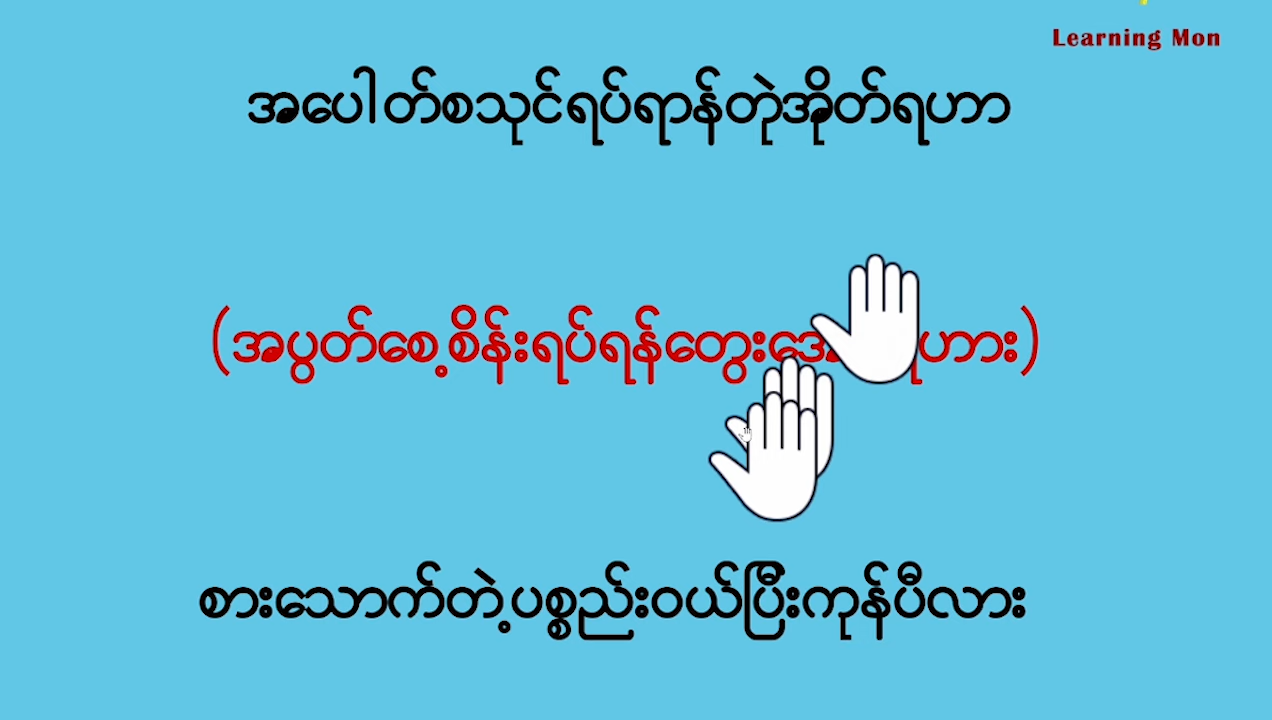 Learning Mon
အပေါတ်စသုင်ရပ်ရာန်တုဲအိုတ်ရဟာ
(အပွတ်စေ့စိန်းရပ်ရန်တွေး ဟား)
စားသောက်တဲ့ပစ္စည်းဝယ်ပြီးကုန်ပီလား